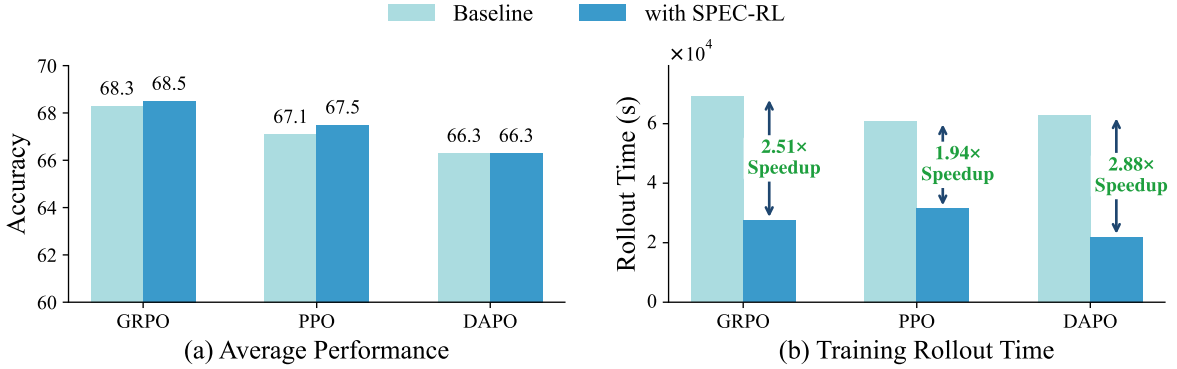 Baseline
with SPEC-RL
70
68
66
64
62
60
Accuracy
68.3
68.5
67.1
67.5
66.3
66.3
GRPO
PPO
DAPO
(a) Average Performance
×10⁴
6
4
2
0
Rollout Time (s)
2.51×
Speedup
1.94×
Speedup
2.88×
Speedup
GRPO
PPO
DAPO
(b) Training Rollout Time